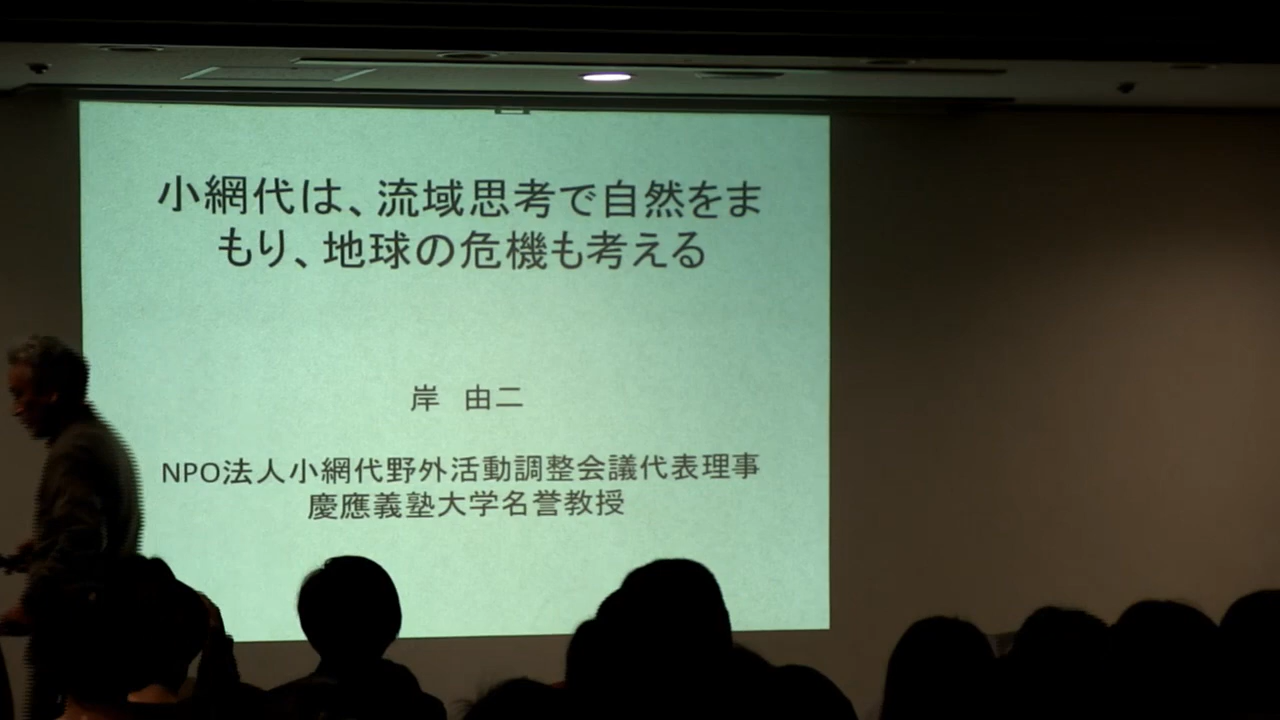 小網代は、流域思考で自然をま
もり、地球の危機も考える
岸 由二
NPO法人小網代野外活動調整会議代表理事
慶應義塾大学名誉教授